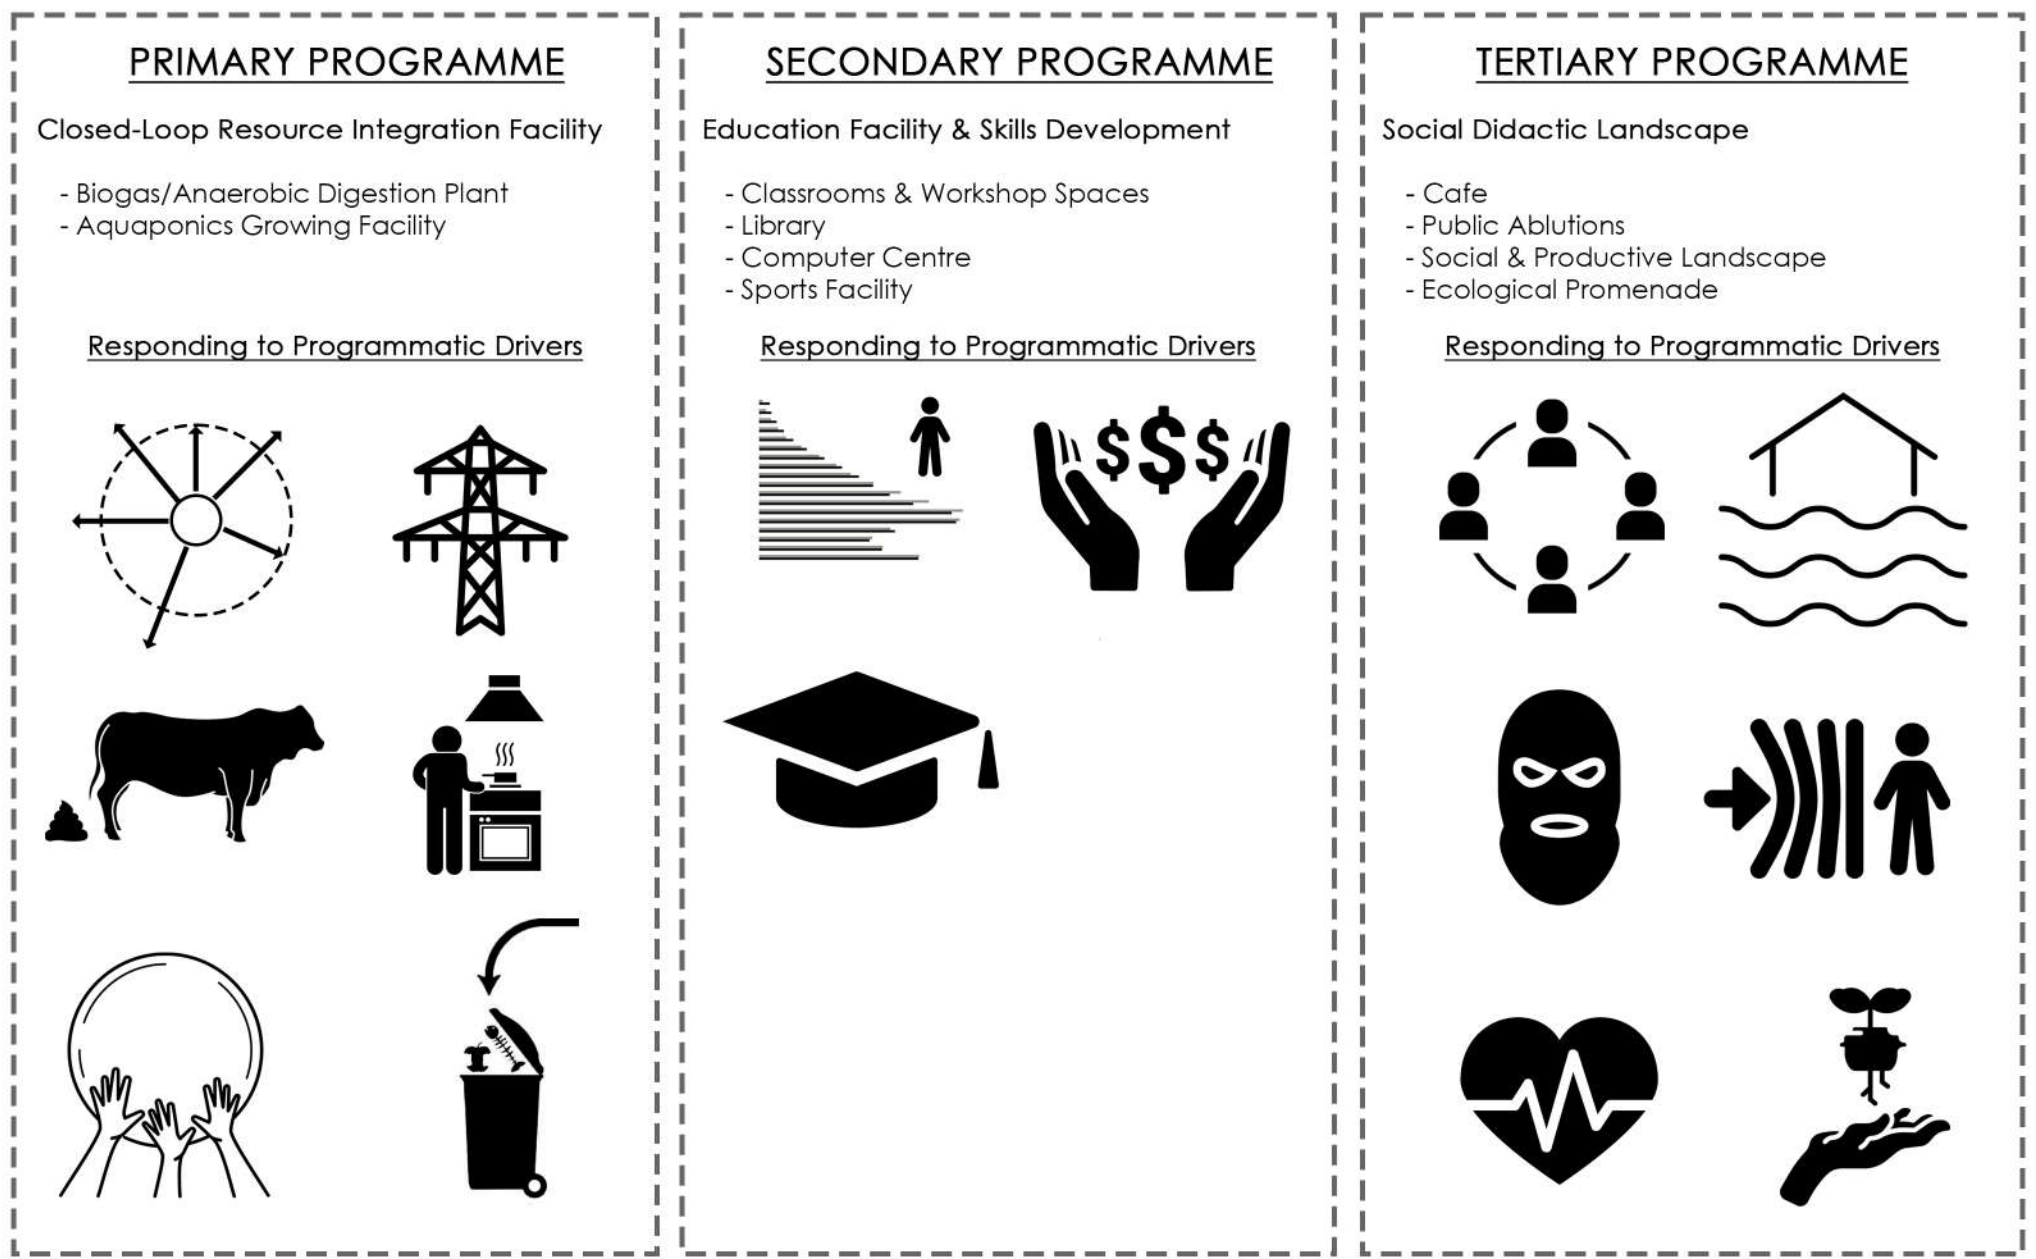 PRIMARY PROGRAMME
Closed-Loop Resource Integration Facility
- Biogas/Anaerobic Digestion Plant
- Aquaponics Growing Facility
Responding to Programmatic Drivers
SECONDARY PROGRAMME
Education Facility & Skills Development
- Classrooms & Workshop Spaces
- Library
- Computer Centre
- Sports Facility
Responding to Programmatic Drivers
$$$
TERTIARY PROGRAMME
Social Didactic Landscape
- Cafe
- Public Ablutions
- Social & Productive Landscape
- Ecological Promenade
Responding to Programmatic Drivers